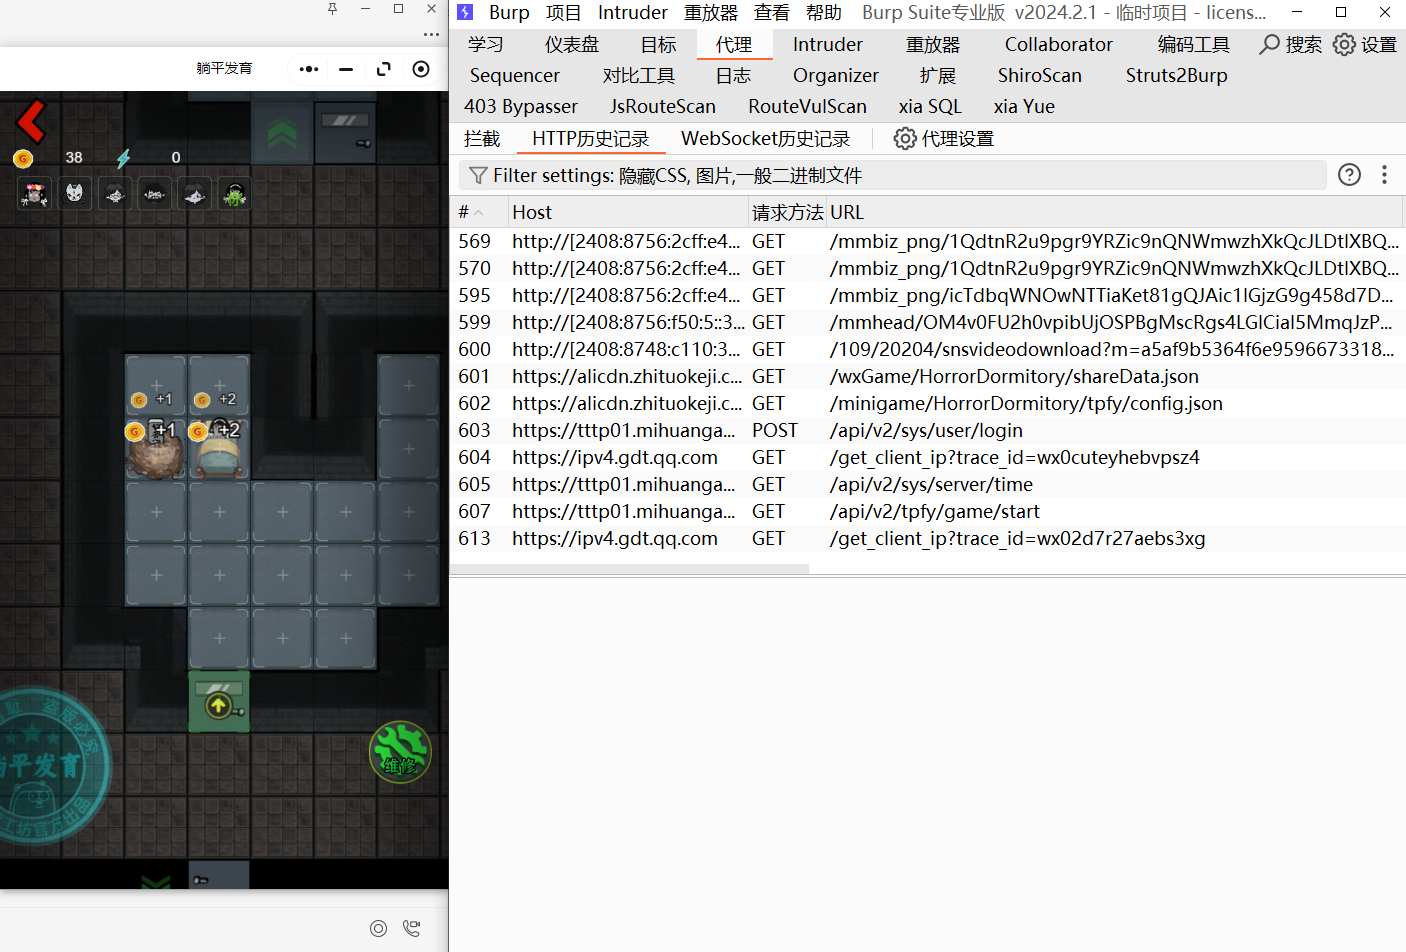 躺平发育
38
0
+1
+2
+1
+2
维修
盗版必究
平发育
工坊官方出品
Burp 项目 Intruder 重放器 查看 帮助 Burp Suite专业版 v2024.2.1 - 临时项目 - licens...
学习 仪表盘 目标 代理 Intruder 重放器 Collaborator 编码工具 搜索 设置
Sequencer 对比工具 日志 Organizer 扩展 ShiroScan Struts2Burp
403 Bypasser JsRouteScan RouteVulScan xia SQL xia Yue
拦截 HTTP历史记录 WebSocket历史记录 代理设置
Filter settings: 隐藏CSS, 图片,一般二进制文件
# Host 请求方法 URL
569 http://[2408:8756:2cff:e4... GET /mmbiz_png/1QdtnR2u9pgr9YRZic9nQNWmwzhXkQcJLDtlXBQ...
570 http://[2408:8756:2cff:e4... GET /mmbiz_png/1QdtnR2u9pgr9YRZic9nQNWmwzhXkQcJLDtlXBQ...
595 http://[2408:8756:2cff:e4... GET /mmbiz_png/icTdbqWNOwNTTiaKet81gQJAic1lGjzG9g458d7D...
599 http://[2408:8756:f50:5::3... GET /mmhead/OM4v0FU2h0vpibUjOSPBgMscRgs4LGlCial5MmqJzP...
600 http://[2408:8748:c110:3... GET /109/20204/snsvideodownload?m=a5af9b5364f6e9596673318...
601 https://alicdn.zhituokeji.c... GET /wxGame/HorrorDormitory/shareData.json
602 https://alicdn.zhituokeji.c... GET /minigame/HorrorDormitory/tpfy/config.json
603 https://tttp01.mihuanga... POST /api/v2/sys/user/login
604 https://ipv4.gdt.qq.com GET /get_client_ip?trace_id=wx0cuteyhebvpsz4
605 https://tttp01.mihuanga... GET /api/v2/sys/server/time
607 https://tttp01.mihuanga... GET /api/v2/tpfy/game/start
613 https://ipv4.gdt.qq.com GET /get_client_ip?trace_id=wx02d7r27aebs3xg